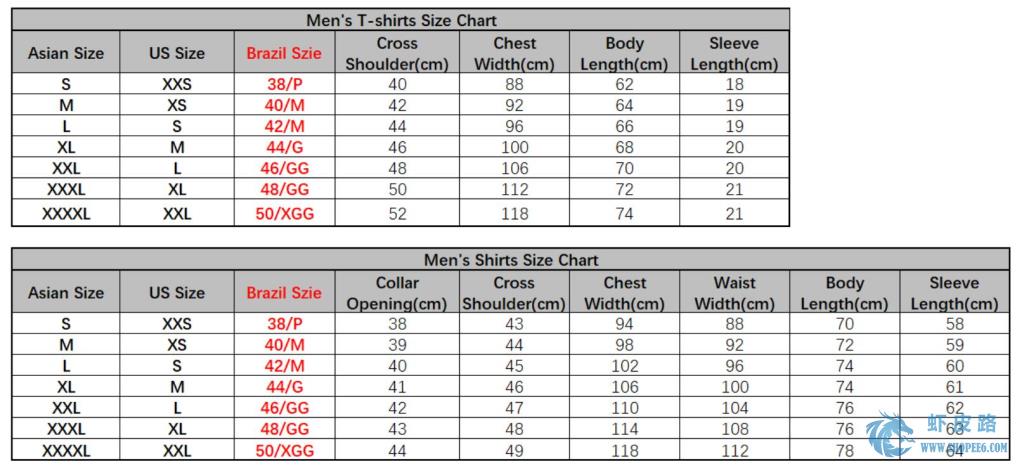 Men's T-shirts Size Chart
Asian Size US Size Brazil Szie Cross Shoulder(cm) Chest Width(cm) Body Length(cm) Sleeve Length(cm)
S XXS 38/P 40 88 62 18
M XS 40/M 42 92 64 19
L S 42/M 44 96 66 19
XL M 44/G 46 100 68 20
XXL L 46/GG 48 106 70 20
XXXL XL 48/GG 50 112 72 21
XXXXL XXL 50/XGG 52 118 74 21
Men's Shirts Size Chart
Asian Size US Size Brazil Szie Collar Opening(cm) Cross Shoulder(cm) Chest Width(cm) Waist Width(cm) Body Length(cm) Sleeve Length(cm)
S XXS 38/P 38 43 94 88 70 58
M XS 40/M 39 44 98 92 72 59
L S 42/M 40 45 102 96 74 60
XL M 44/G 41 46 106 100 74 61
XXL L 46/GG 42 47 110 104 76 62
XXXL XL 48/GG 43 48 114 108 76 63
XXXXL XXL 50/XGG 44 49 118 112 78 64
虾皮路
WWW.SHOPEE6.COM